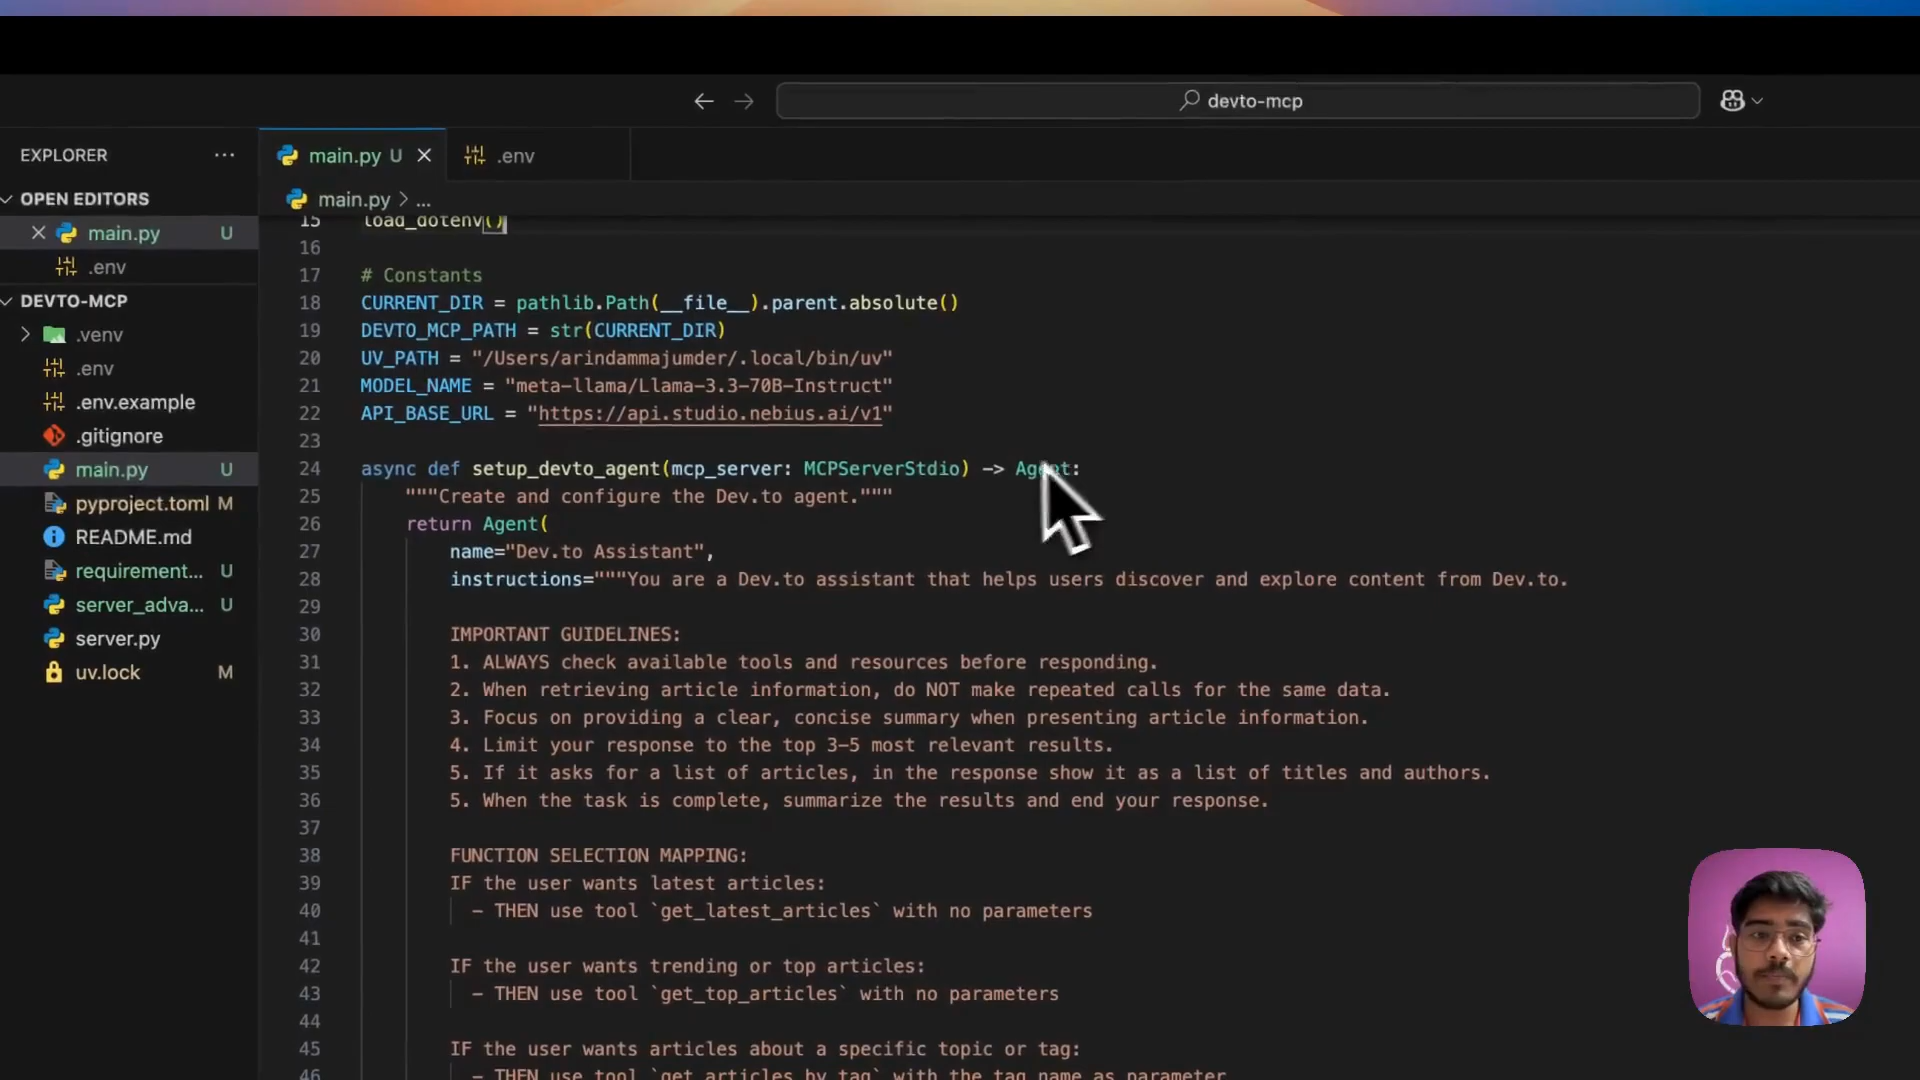 devto-mcp
EXPLORER ...
main.py U
.env
OPEN EDITORS
main.py > ...
main.py U
.env
DEVTO-MCP
.venv
.env
.env.example
.gitignore
main.py U
pyproject.toml M
README.md
requirement... U
server_adva... U
server.py
uv.lock M
15 load_dotenv()
16
17 # Constants
18 CURRENT_DIR = pathlib.Path(__file__).parent.absolute()
19 DEVTO_MCP_PATH = str(CURRENT_DIR)
20 UV_PATH = "/Users/arindammajumder/.local/bin/uv"
21 MODEL_NAME = "meta-llama/Llama-3.3-70B-Instruct"
22 API_BASE_URL = "https://api.studio.nebius.ai/v1"
23
24 async def setup_devto_agent(mcp_server: MCPServerStdio) -> Agent:
25 """Create and configure the Dev.to agent."""
26 return Agent(
27 name="Dev.to Assistant",
28 instructions="""You are a Dev.to assistant that helps users discover and explore content from Dev.to.
29
30 IMPORTANT GUIDELINES:
31 1. ALWAYS check available tools and resources before responding.
32 2. When retrieving article information, do NOT make repeated calls for the same data.
33 3. Focus on providing a clear, concise summary when presenting article information.
34 4. Limit your response to the top 3-5 most relevant results.
35 5. If it asks for a list of articles, in the response show it as a list of titles and authors.
36 5. When the task is complete, summarize the results and end your response.
37
38 FUNCTION SELECTION MAPPING:
39 IF the user wants latest articles:
40 - THEN use tool `get_latest_articles` with no parameters
41
42 IF the user wants trending or top articles:
43 - THEN use tool `get_top_articles` with no parameters
44
45 IF the user wants articles about a specific topic or tag:
46 - THEN use tool `get_articles_by_tag` with the tag name as parameter